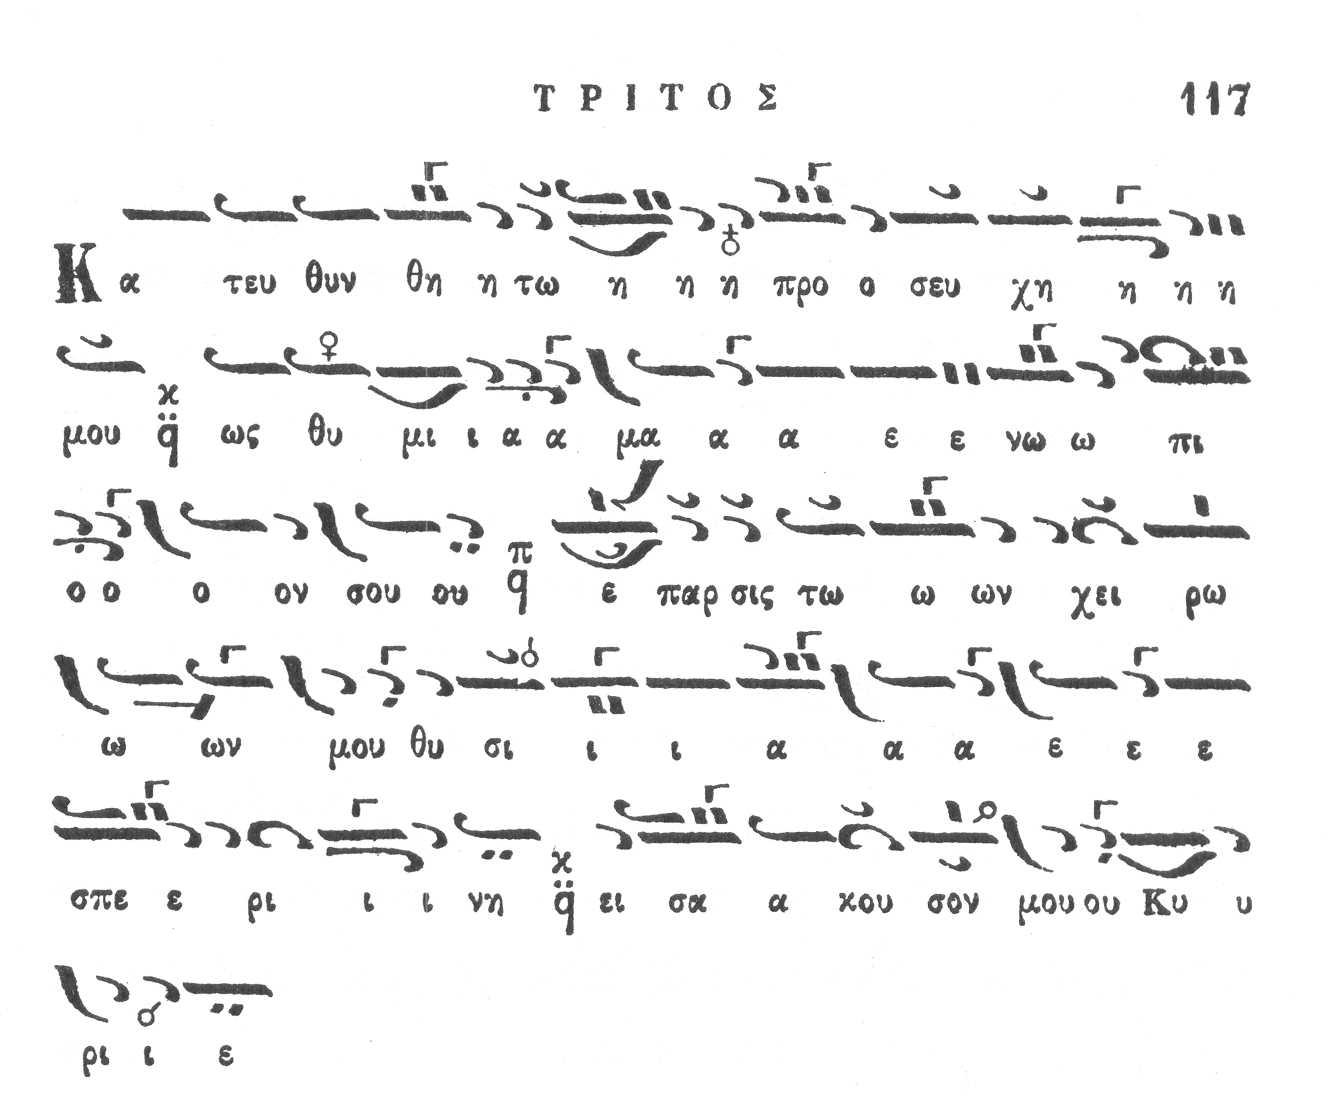 ΤΡΙΤΟΣ 117
Κα τευ θυν θη η τω η η η προ ο σευ χη η η η
μου ϰ q̈ ως θυ μι ι α α μα α α ε ε νω ω πι
ο ο ο ον σου ου π q ε παρ σις τω ω ων χει ρω
ω ων μου θυ σι ι ι α α α ε ε ε
σπε ε ρι ι ι νη ϰ q̈ ει σα α κου σον μου ου Κυ υ
ρι ι ε